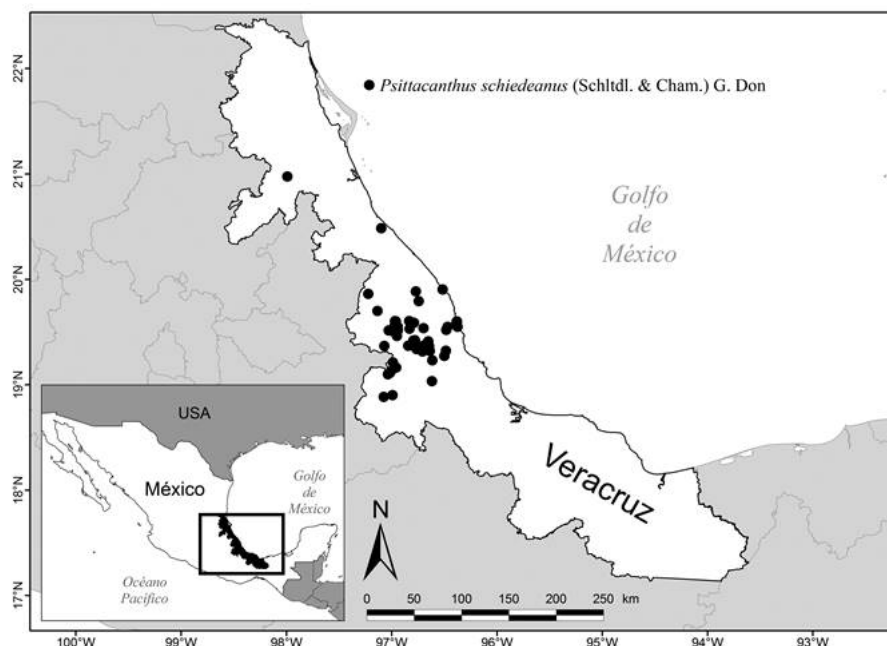 22°N
21°N
20°N
19°N
18°N
17°N
Psittacanthus schiedeanus (Schltdl. & Cham.) G. Don
Golfo
de
México
Veracruz
USA
México
Golfo
de
México
Océano
Pacifico
N
0 50 100 150 200 250 km
100°W 99°W 98°W 97°W 96°W 95°W 94°W 93°W